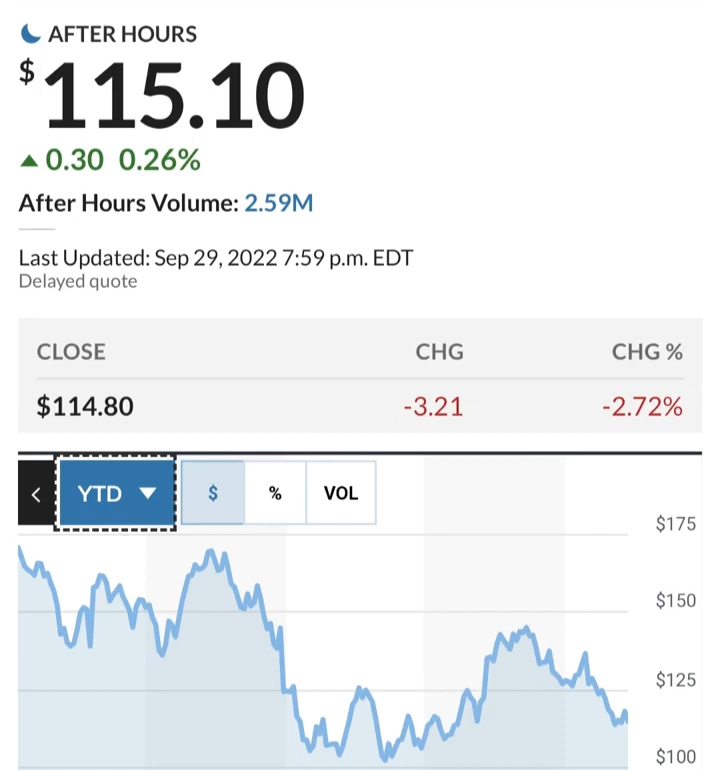 AFTER HOURS
$115.10
0.30 0.26%
After Hours Volume: 2.59M
Last Updated: Sep 29, 2022 7:59 p.m. EDT
Delayed quote
CLOSE CHG CHG %
$114.80 -3.21 -2.72%
YTD $ % VOL
$175
$150
$125
$100